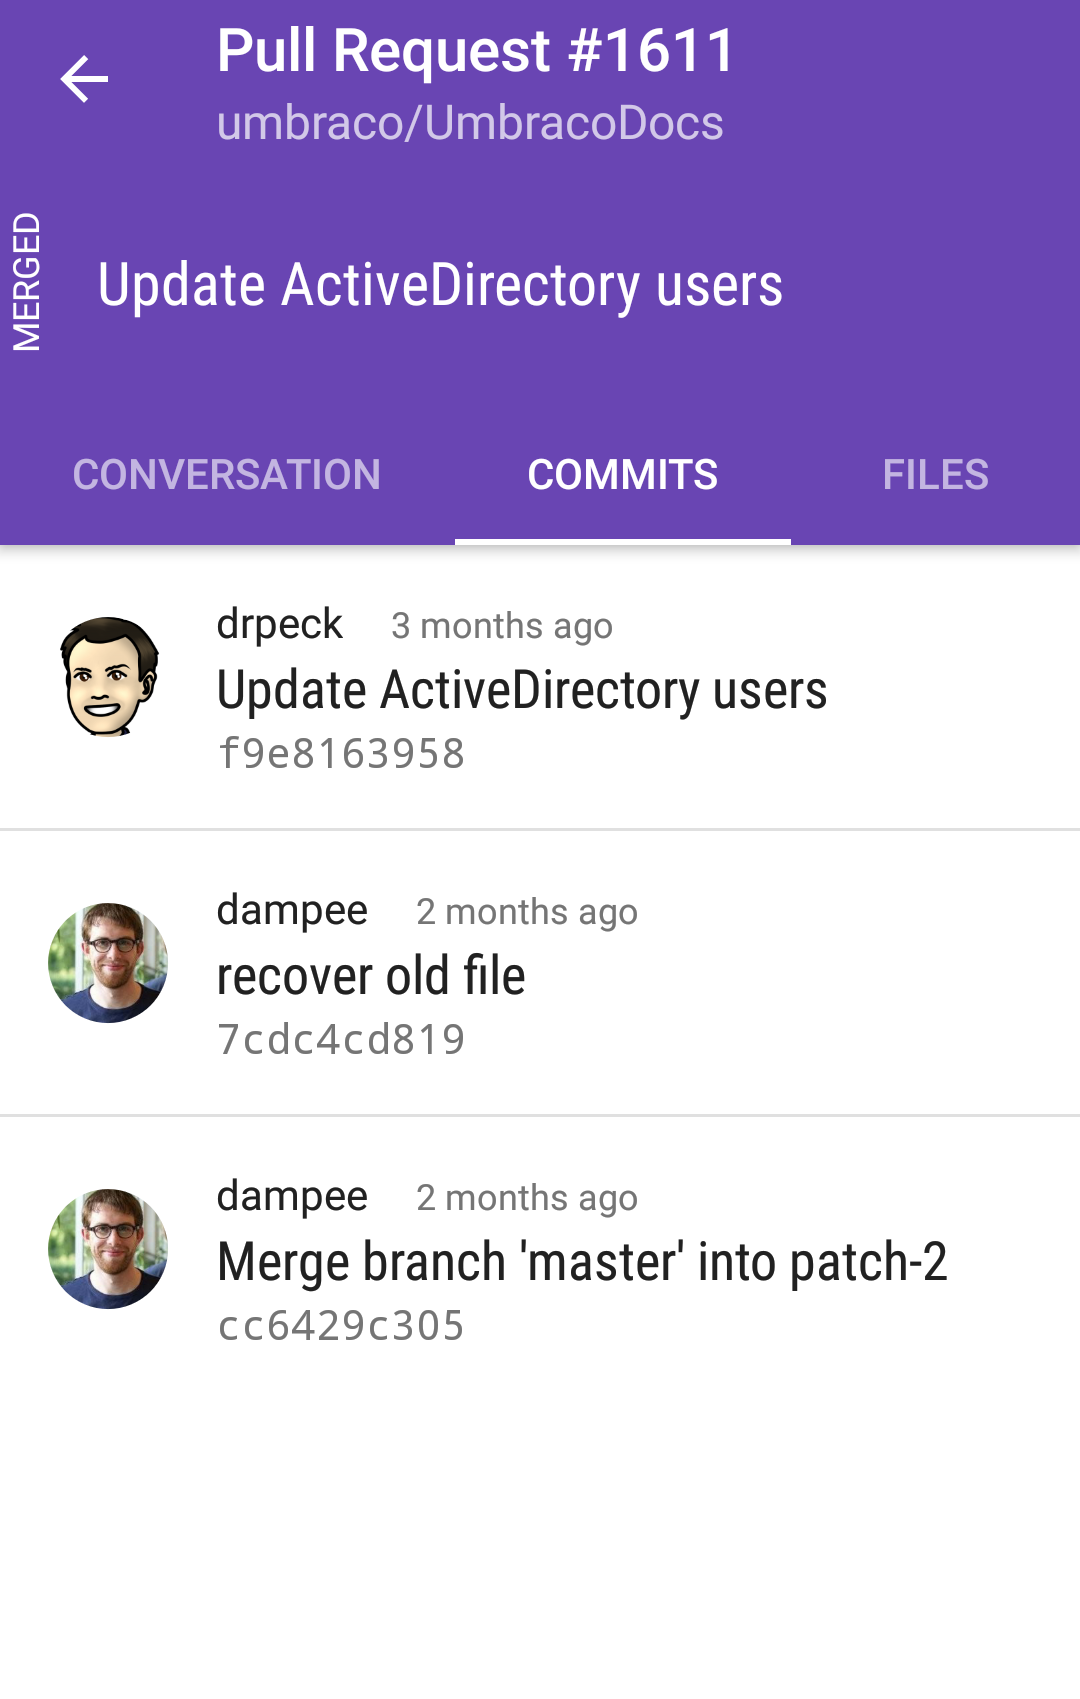 Pull Request #1611
umbraco/UmbracoDocs
MERGED
Update ActiveDirectory users
CONVERSATION COMMITS FILES
drpeck 3 months ago
Update ActiveDirectory users
f9e8163958
dampee 2 months ago
recover old file
7cdc4cd819
dampee 2 months ago
Merge branch 'master' into patch-2
cc6429c305